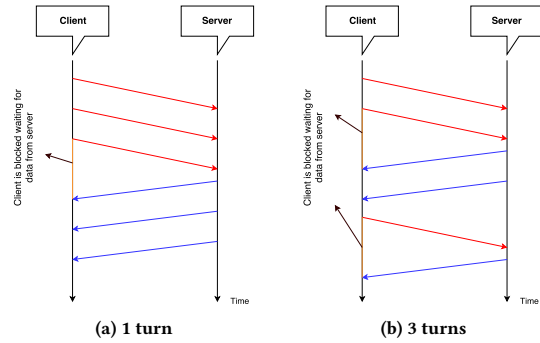 Client
Server
Client is blocked waiting for
data from server
Time
(a) 1 turn
Client
Server
Client is blocked waiting for
data from server
Time
(b) 3 turns